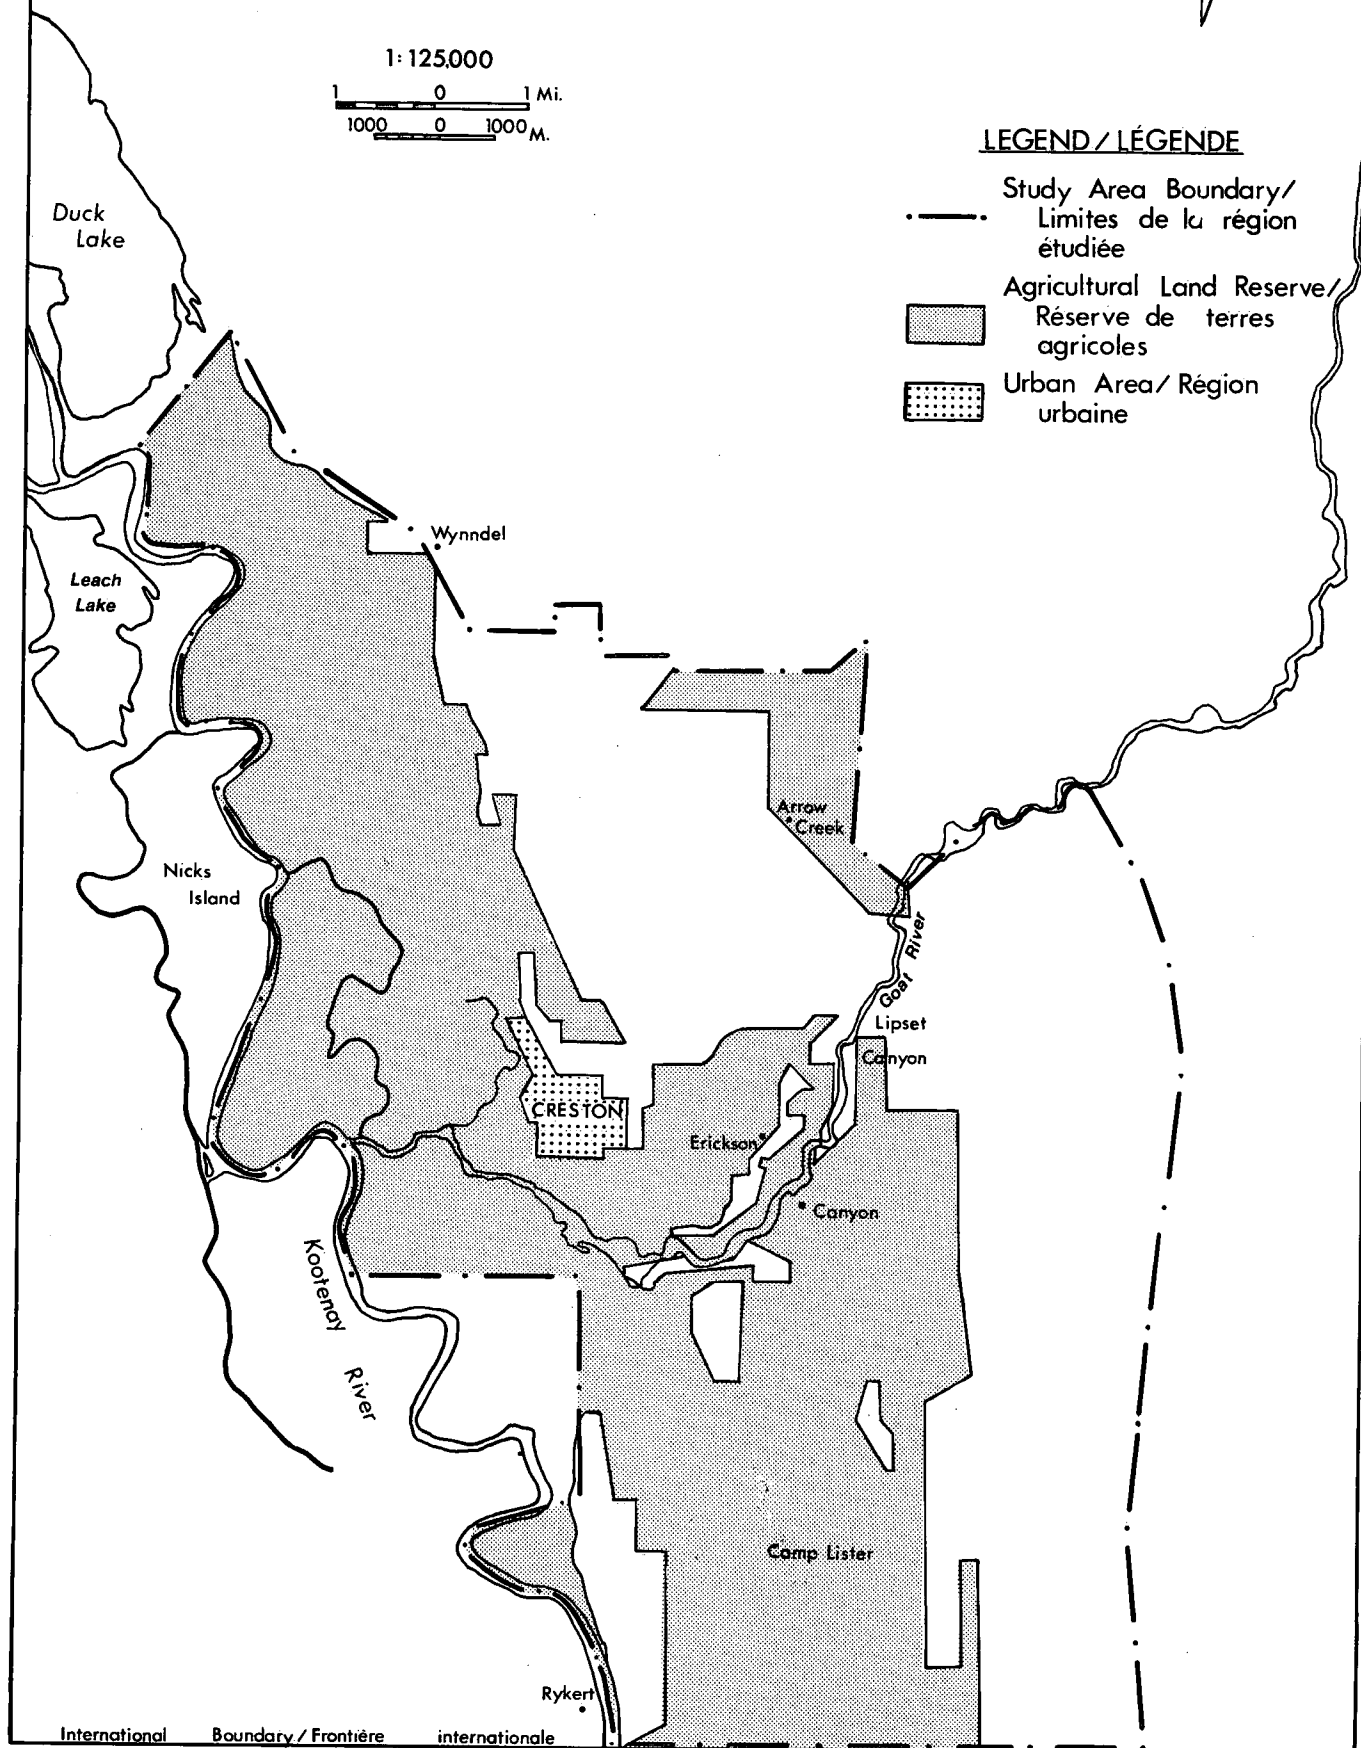 1:125,000
1 0 1 Mi.
1000 0 1000 M.
LEGEND / LÉGENDE
Study Area Boundary/
Limites de la région
étudiée
Agricultural Land Reserve/
Réserve de terres
agricoles
Urban Area/ Région
urbaine
Duck
Lake
Wynndel
Leach
Lake
Arrow
Creek
Nicks
Island
Goat River
Lipset
Canyon
CRESTON
Erickson
Canyon
Kootenay
River
Camp Lister
Rykert
International Boundary / Frontière internationale